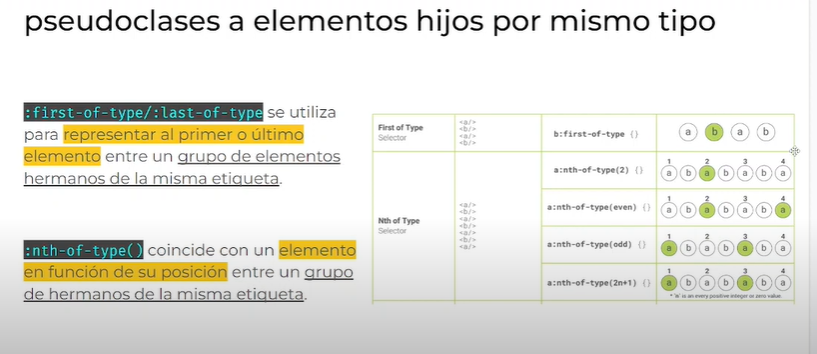 pseudoclases a elementos hijos por mismo tipo
:first-of-type/:last-of-type se utiliza
para representar al primer o último
elemento entre un grupo de elementos
hermanos de la misma etiqueta.
:nth-of-type() coincide con un elemento
en función de su posición entre un grupo
de hermanos de la misma etiqueta.
First of Type
Selector
<a/>
<b/>
<a/>
<b/>
b:first-of-type {}
a b a b
Nth of Type
Selector
<a/>
<b/>
<a/>
<b/>
<a/>
<b/>
<a/>
a:nth-of-type(2) {}
1 2 3 4
a b a b a b a
a:nth-of-type(even) {}
1 2 3 4
a b a b a b a
a:nth-of-type(odd) {}
1 2 3 4
a b a b a b a
a:nth-of-type(2n+1) {}
1 2 3 4
a b a b a b a
* "n" is an every positive integer or zero value.